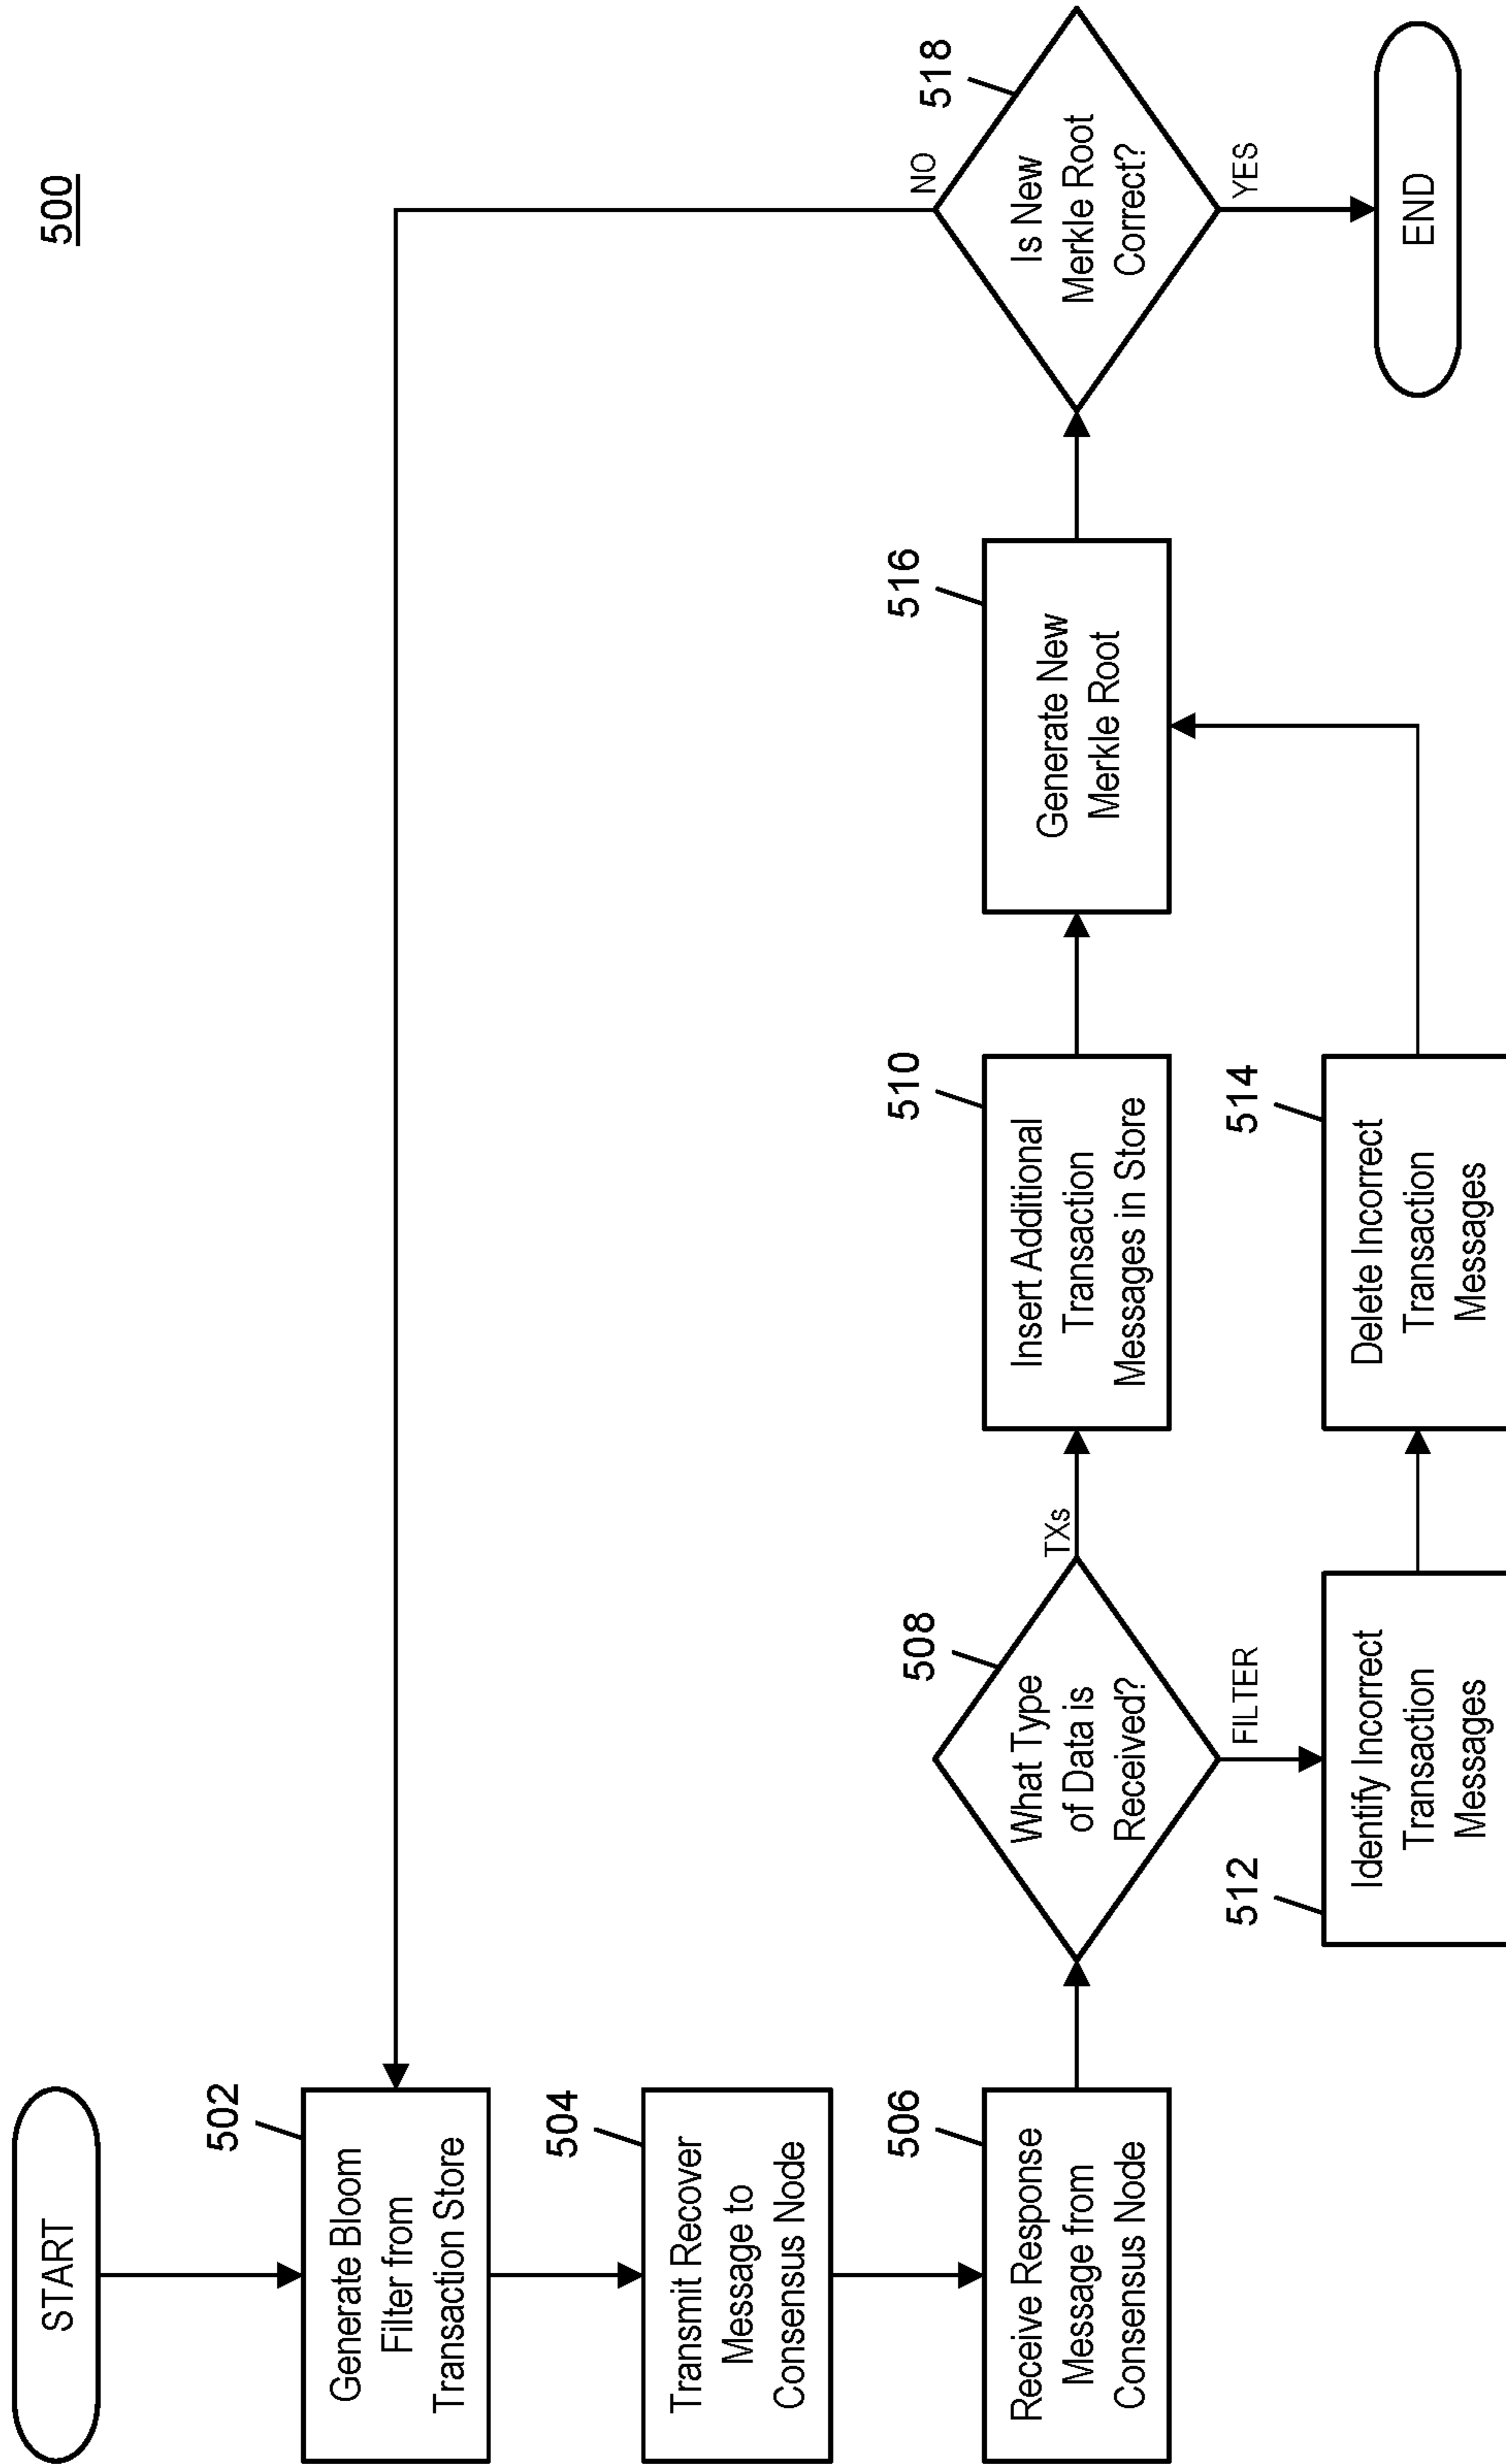 500
START
502
Generate Bloom
Filter from
Transaction Store
504
Transmit Recover
Message to
Consensus Node
506
Receive Response
Message from
Consensus Node
508
What Type
of Data is
Received?
TXs
FILTER
510
Insert Additional
Transaction
Messages in Store
512
Identify Incorrect
Transaction
Messages
514
Delete Incorrect
Transaction
Messages
516
Generate New
Merkle Root
518
Is New
Merkle Root
Correct?
NO
YES
END